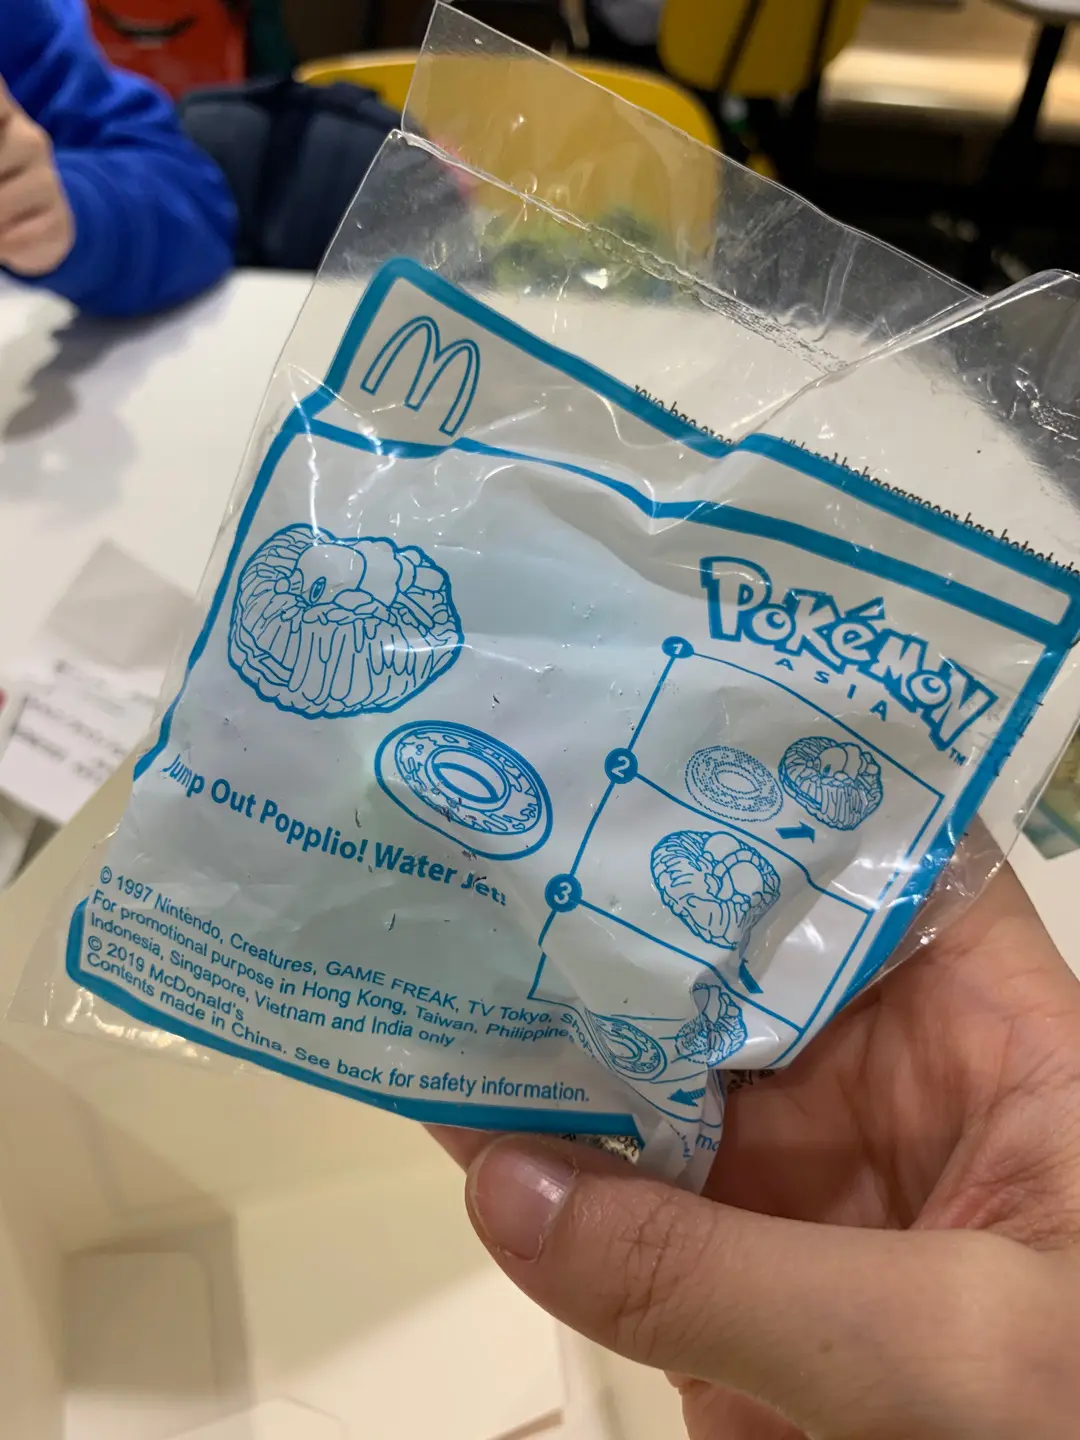 M
POKéMON
ASIA
TM
1
2
3
Jump Out Popplio! Water Jet!
© 1997 Nintendo, Creatures, GAME FREAK, TV Tokyo,
For promotional purpose in Hong Kong, Taiwan, Philippine
Indonesia, Singapore, Vietnam and India only
© 2019 McDonald's
Contents made in China. See back for safety information.